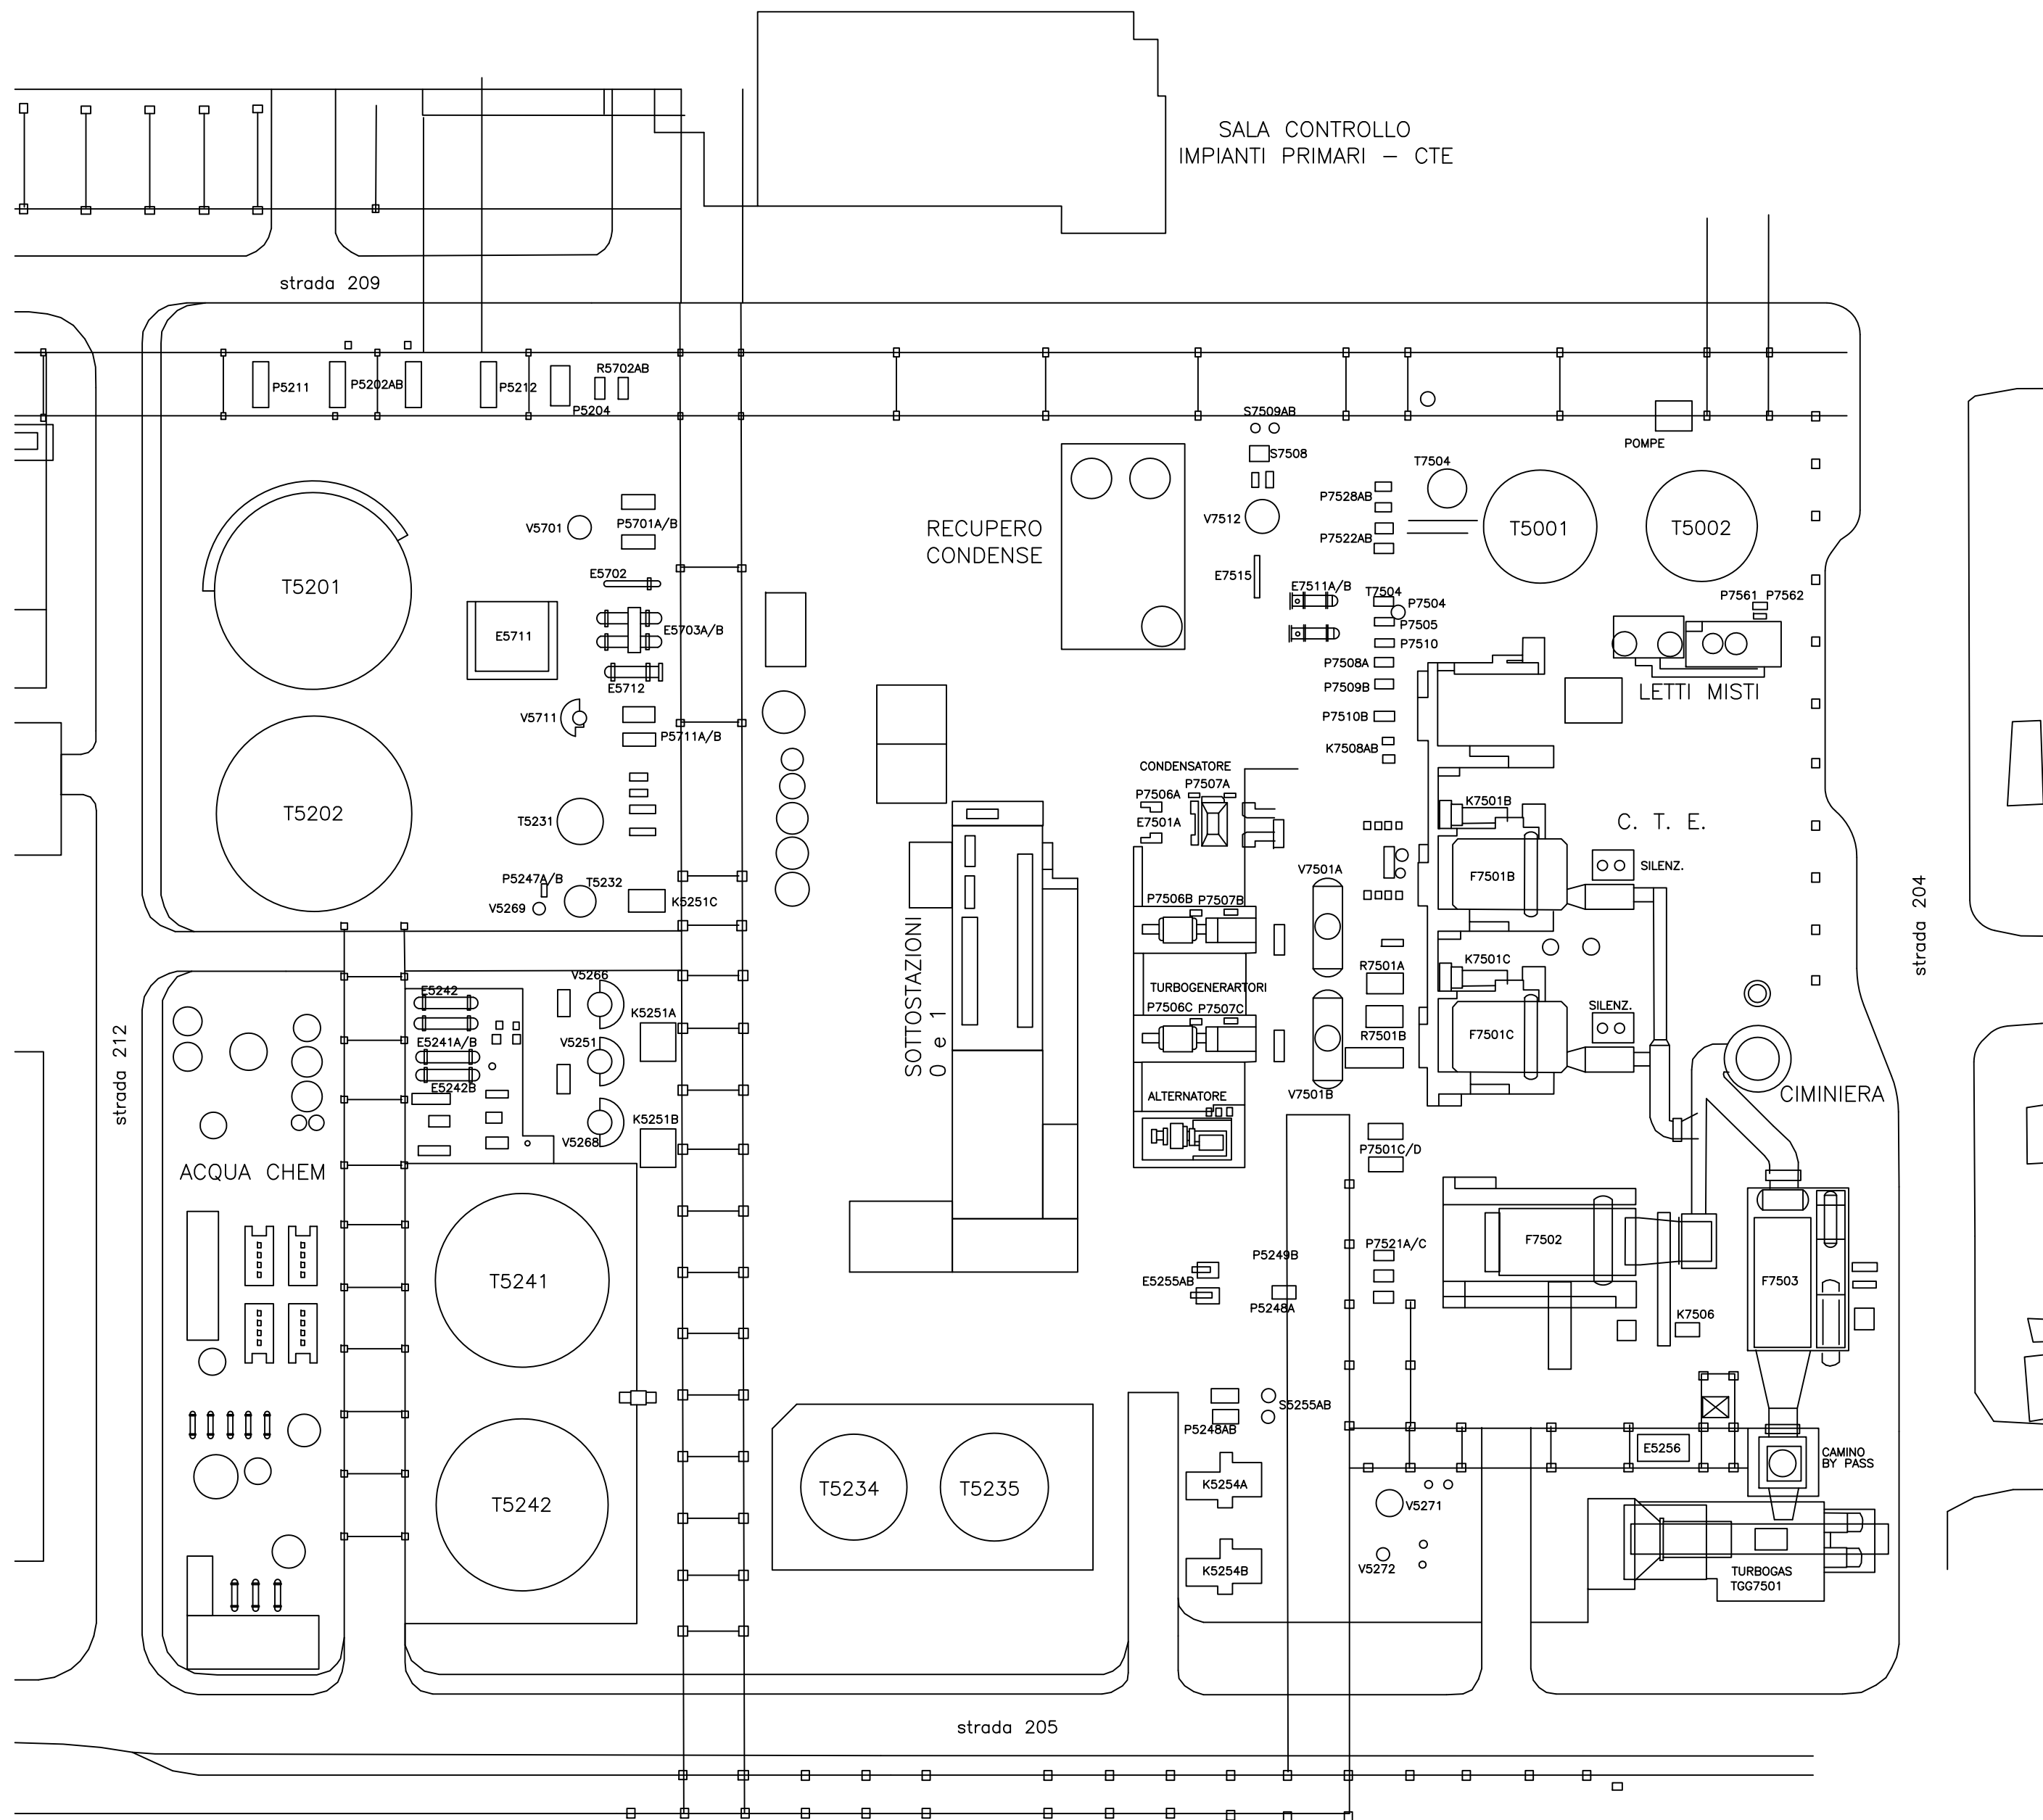 SALA CONTROLLO
IMPIANTI PRIMARI - CTE
strada 209
P5211
P5202AB
P5212
R5702AB
P5204
S7509AB
S7508
POMPE
T7504
P7528AB
V7512
P7522AB
T5001
T5002
V5701
P5701A/B
RECUPERO
CONDENSE
E5702
T5201
E5711
E5703A/B
E5712
E7515
E7511A/B
T7504
P7504
P7505
P7510
P7508A
P7509B
P7510B
K7508AB
P7561
P7562
LETTI MISTI
V5711
P5711A/B
T5202
T5231
P5247A/B
T5232
V5269
K5251C
CONDENSATORE
P7507A
P7506A
E7501A
K7501B
C. T. E.
V7501A
F7501B
SILENZ.
P7506B
P7507B
SOTTOSTAZIONI
0 e 1
strada 204
R7501A
K7501C
TURBOGENERARTORI
P7506C
P7507C
R7501B
F7501C
SILENZ.
V5266
E5242
K5251A
V5251
E5241A/B
E5242B
K5251B
V5268
strada 212
V7501B
ALTERNATORE
CIMINIERA
P7501C/D
ACQUA CHEM
P5249B
P7521A/C
F7502
E5255AB
P5248A
F7503
K7506
T5241
T5242
S5255AB
P5248AB
T5234
T5235
K5254A
V5271
E5256
CAMINO
BY PASS
K5254B
V5272
TURBOGAS
TGG7501
strada 205